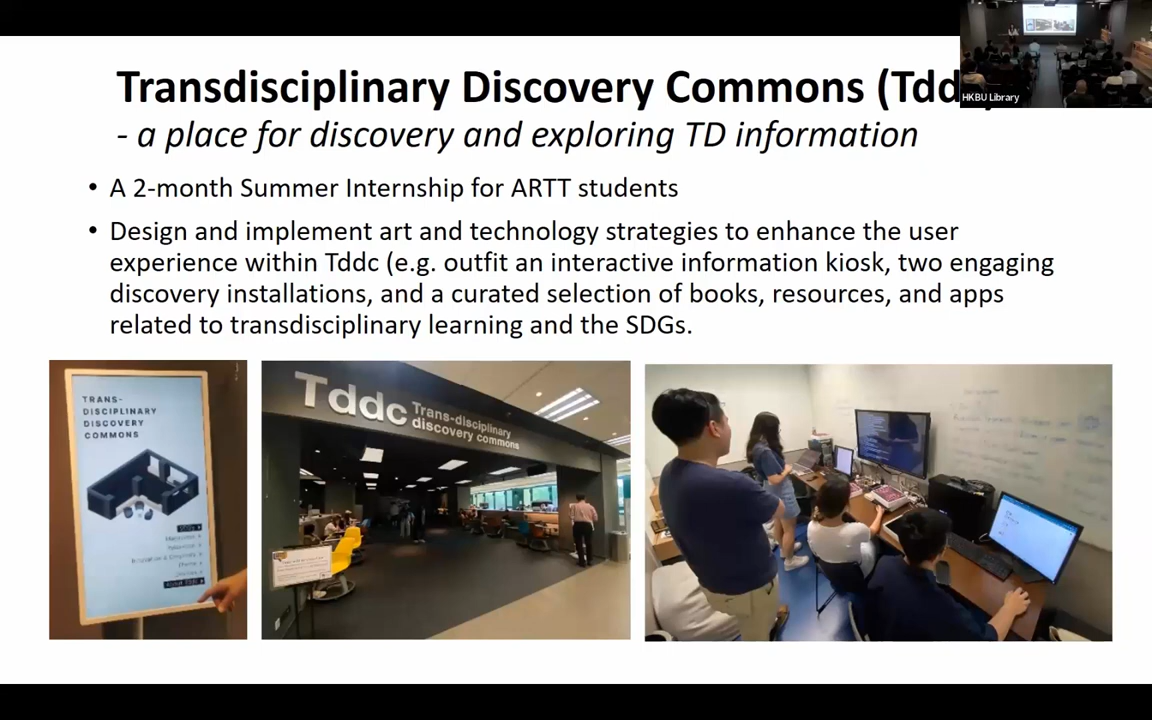 Transdisciplinary Discovery Commons (Tdd
- a place for discovery and exploring TD information
• A 2-month Summer Internship for ARTT students
• Design and implement art and technology strategies to enhance the user
experience within Tddc (e.g. outfit an interactive information kiosk, two engaging
discovery installations, and a curated selection of books, resources, and apps
related to transdisciplinary learning and the SDGs.
HKBU Library
TRANS-
DISCIPLINARY
DISCOVERY
COMMONS
Tddc Trans-disciplinary
discovery commons